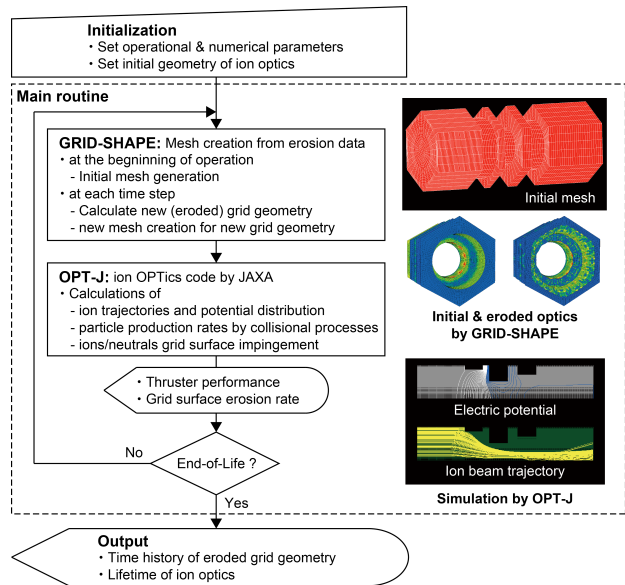 Initialization
・Set operational & numerical parameters
・Set initial geometry of ion optics
Main routine
GRID-SHAPE: Mesh creation from erosion data
・at the begninning of operation
- Initial mesh generation
・at each time step
- Calculate new (eroded) grid geometry
- new mesh creation for new grid geometry
OPT-J: ion OPTics code by JAXA
・Calculations of
- ion trajectories and potential distribution
- particle production rates by collisional processes
- ions/neutrals grid surface impingement
・Thruster performance
・Grid surface erosion rate
No
End-of-Life ?
Yes
Output
・Time history of eroded grid geometry
・Lifetime of ion optics
Initial mesh
Initial & eroded optics
by GRID-SHAPE
Electric potential
Ion beam trajectory
Simulation by OPT-J